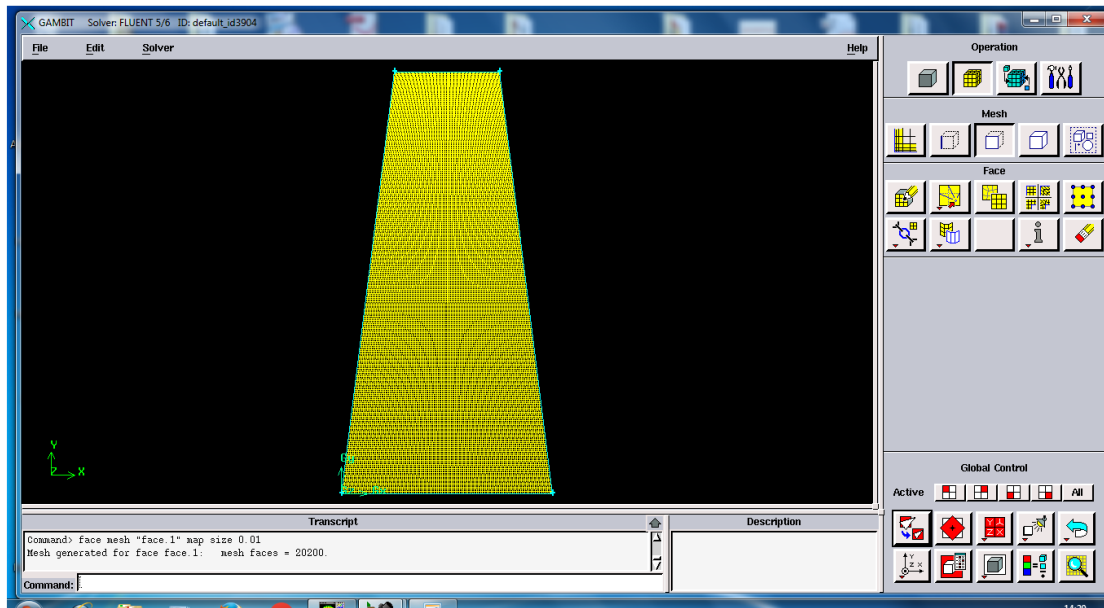 GAMBIT Solver: FLUENT 5/6 ID: default_id3904
File Edit Solver Help
Operation
Mesh
Face
Y
Z X
Transcript
Description
Command> face mesh "face.1" map size 0.01
Mesh generated for face face.1: mesh faces = 20200.
Command:
Global Control
Active All
14:20